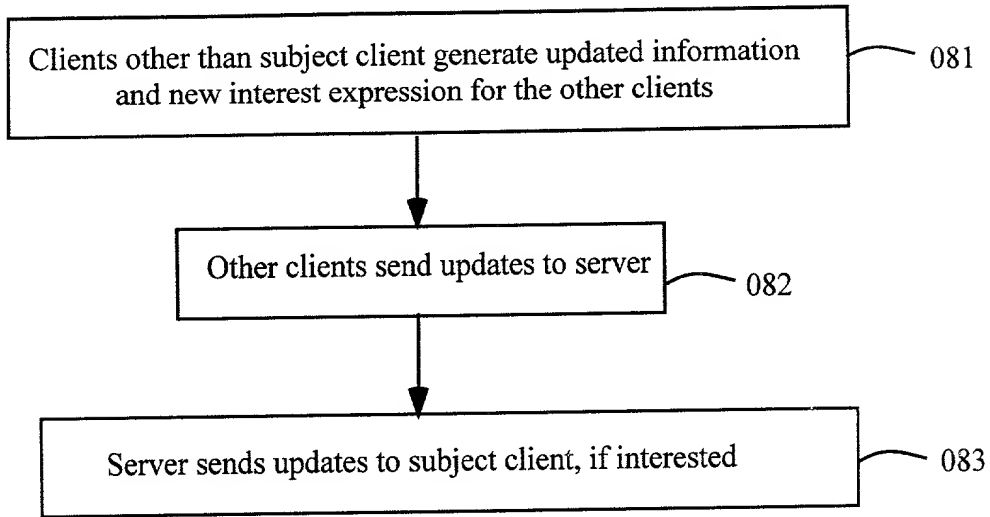 Clients other than subject client generate updated information
and new interest expression for the other clients
081
Other clients send updates to server
082
Server sends updates to subject client, if interested
083